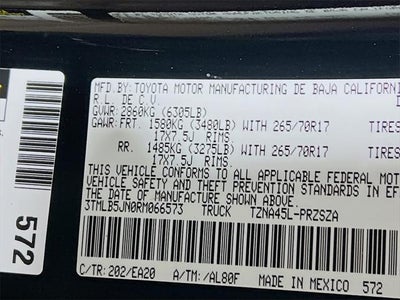 MFD.BY:TOYOTA MOTOR MANUFACTURING DE BAJA CALIFORNI
R.L. DE C.V.
GVWR:2860KG (6305LB)
GAWR:FRT. 1580KG (3480LB) WITH 265/70R17 TIRES
17X7.5J RIMS
RR. 1485KG (3275LB) WITH 265/70R17 TIRES
17X7.5J RIMS
THIS VEHICLE CONFORMS TO ALL APPLICABLE FEDERAL MOT
VEHICLE SAFETY AND THEFT PREVENTION STANDARDS IN EF
THE DATE OF MANUFACTURE SHOWN ABOVE.
3TMLB5JN0RM066573 TRUCK TZNA45L-PRZSZA
C/TR:202/EA20 A/TM:/AL80F MADE IN MEXICO 572
572